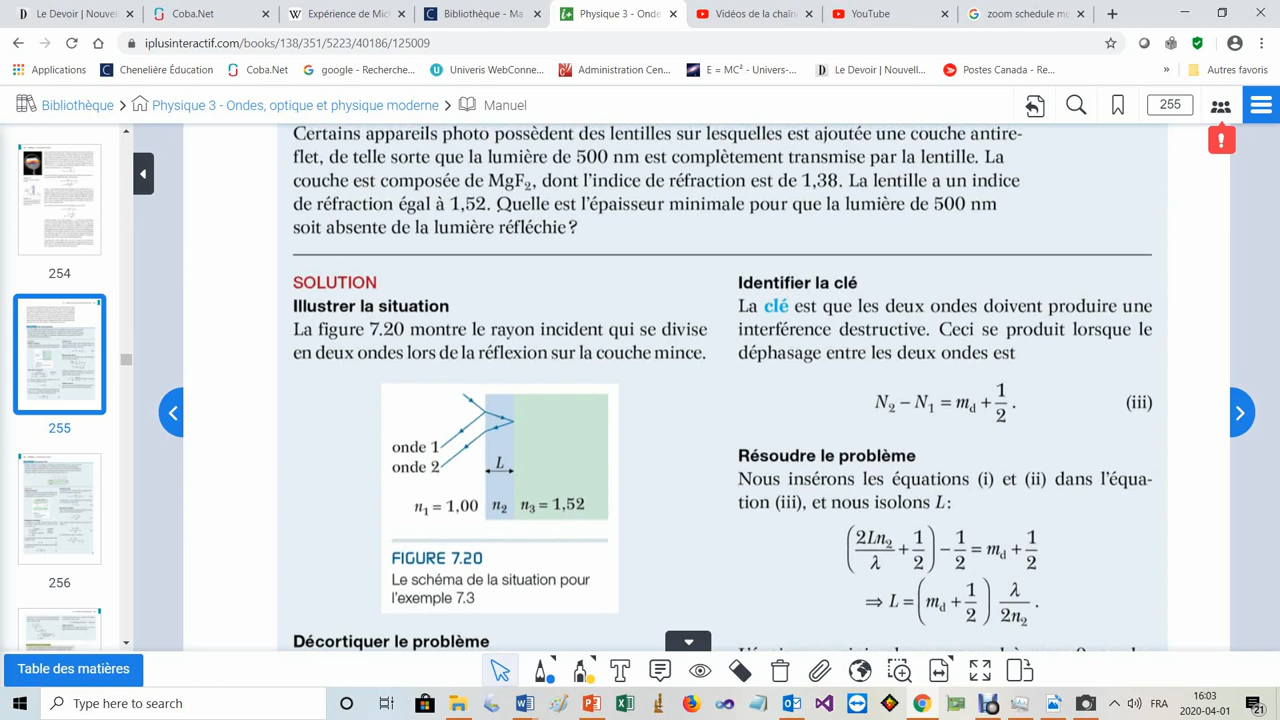 Physique 3 - Onde
Coba.Net
Expérience de Mich
Bibliothèque - Ma
Physique 3 - Onde
Vidéos de la chaîn
YouTube
zoom schedule me
iplusinteractif.com/books/138/351/5223/40186/125009
Applications
Chenelière Éducation
Coba.Net
google - Recherche...
Univeris WebConne...
Administration Cen...
E = MC² - Univers-...
Le Devoir | Nouvell...
Postes Canada - Re...
»
Autres favoris
Bibliothèque > Physique 3 - Ondes, optique et physique moderne > Manuel
255
254
255
256
Certains appareils photo possèdent des lentilles sur lesquelles est ajoutée une couche antire-
flet, de telle sorte que la lumière de 500 nm est complètement transmise par la lentille. La
couche est composée de MgF₂, dont l'indice de réfraction est de 1,38. La lentille a un indice
de réfraction égal à 1,52. Quelle est l'épaisseur minimale pour que la lumière de 500 nm
soit absente de la lumière réfléchie ?
SOLUTION
Illustrer la situation
La figure 7.20 montre le rayon incident qui se divise
en deux ondes lors de la réflexion sur la couche mince.
onde 1
onde 2
L
n₁ = 1,00 n₂ n₃ = 1,52
FIGURE 7.20
Le schéma de la situation pour
l'exemple 7.3
Décortiquer le problème
Identifier la clé
La clé est que les deux ondes doivent produire une
interférence destructive. Ceci se produit lorsque le
déphasage entre les deux ondes est
N₂ − N₁ = m_d + 1/2 . (iii)
Résoudre le problème
Nous insérons les équations (i) et (ii) dans l'équa-
tion (iii), et nous isolons L :
(2Ln₂/λ + 1/2) − 1/2 = m_d + 1/2
⇒ L = (m_d + 1/2) λ/2n₂ .
Table des matières
Type here to search
FRA
16:03
2020-04-01
21